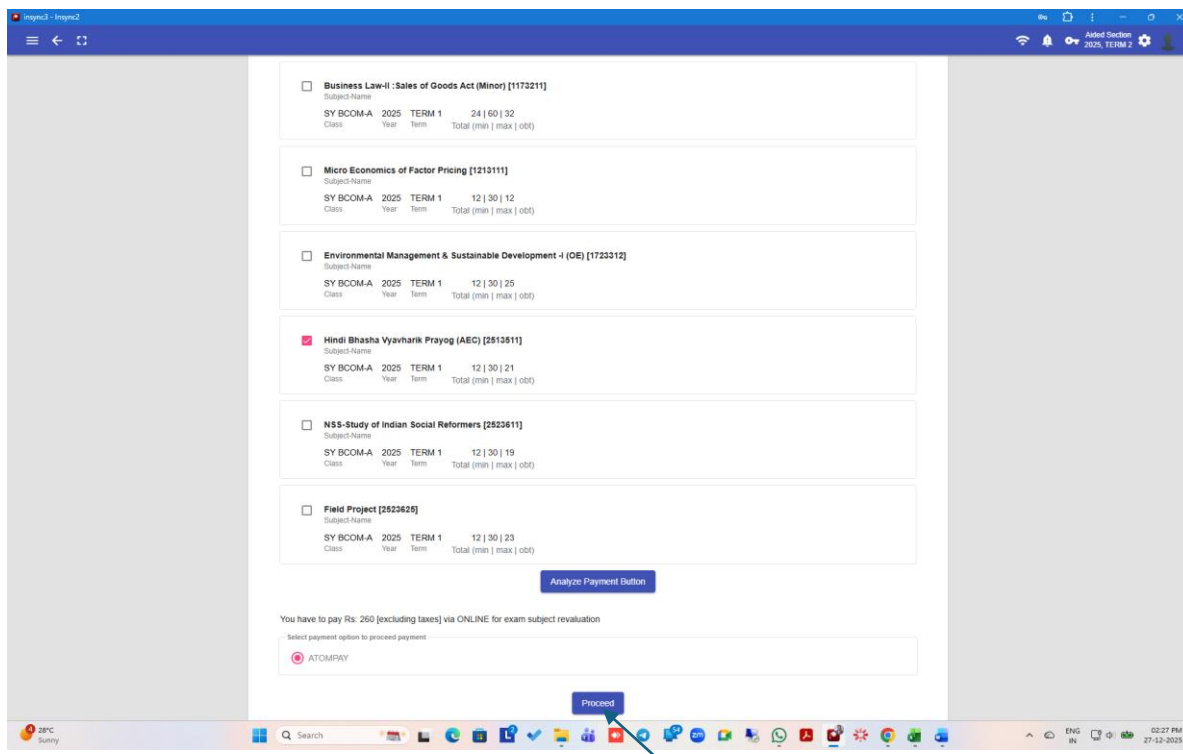 insync3 - Insync2
Aided Section
2025, TERM 2
Business Law-II :Sales of Goods Act (Minor) [1173211]
Subject-Name
SY BCOM-A 2025 TERM 1 24 | 60 | 32
Class Year Term Total (min | max | obt)
Micro Economics of Factor Pricing [1213111]
Subject-Name
SY BCOM-A 2025 TERM 1 12 | 30 | 12
Class Year Term Total (min | max | obt)
Environmental Management & Sustainable Development -I (OE) [1723312]
Subject-Name
SY BCOM-A 2025 TERM 1 12 | 30 | 25
Class Year Term Total (min | max | obt)
Hindi Bhasha Vyavharik Prayog (AEC) [2513511]
Subject-Name
SY BCOM-A 2025 TERM 1 12 | 30 | 21
Class Year Term Total (min | max | obt)
NSS-Study of Indian Social Reformers [2523611]
Subject-Name
SY BCOM-A 2025 TERM 1 12 | 30 | 19
Class Year Term Total (min | max | obt)
Field Project [2523625]
Subject-Name
SY BCOM-A 2025 TERM 1 12 | 30 | 23
Class Year Term Total (min | max | obt)
Analyze Payment Button
You have to pay Rs: 260 [excluding taxes] via ONLINE for exam subject revaluation
Select payment option to proceed payment
ATOMPAY
Proceed
28°C
Sunny
Search
ENG
IN
02:27 PM
27-12-2025